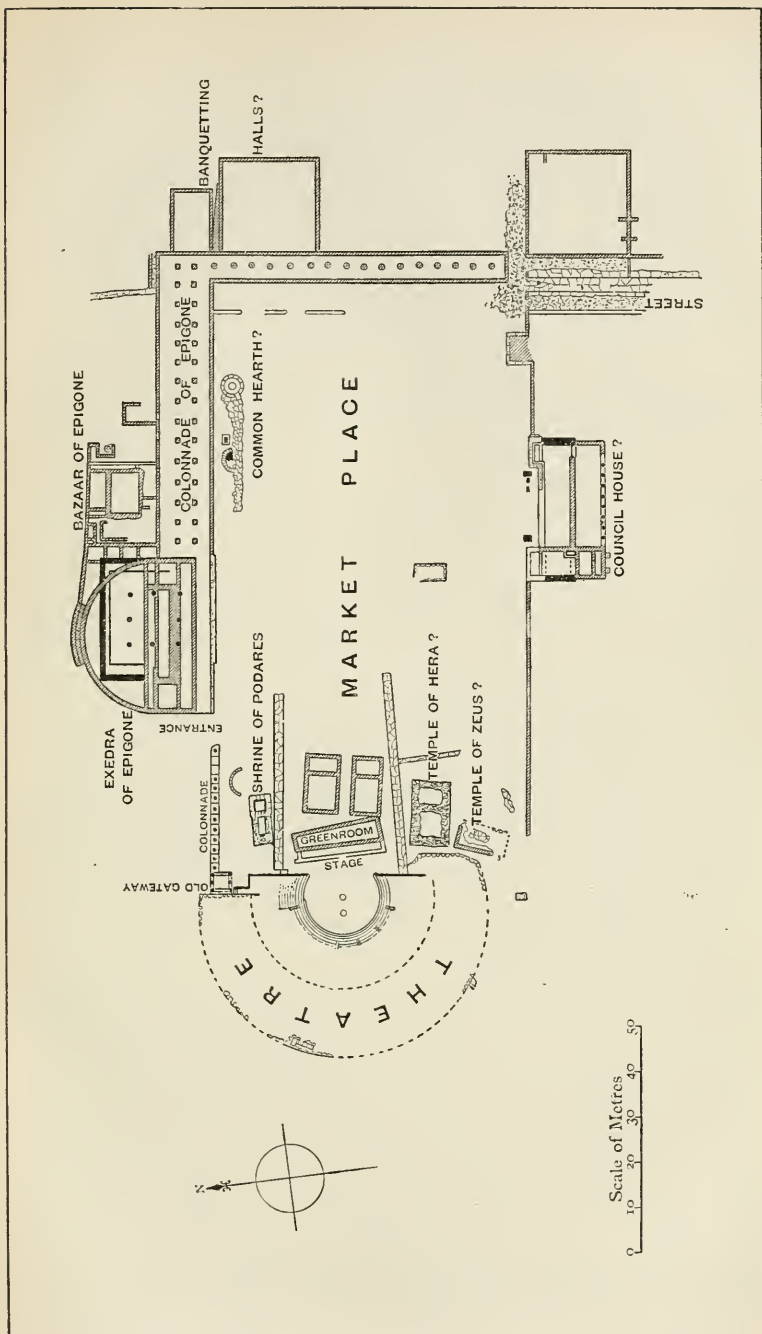 BANQUETTING
HALLS?
BAZAAR OF EPIGONE
COLONNADE OF EPIGONE
COMMON HEARTH?
EXEDRA
OF EPIGONE
ENTRANCE
MARKET PLACE
STREET
COUNCIL HOUSE?
SHRINE OF PODARES
COLONNADE
OLD GATEWAY
GREENROOM
STAGE
TEMPLE OF HERA?
TEMPLE OF ZEUS?
THEATRE
N
Scale of Metres
0 10 20 30 40 50